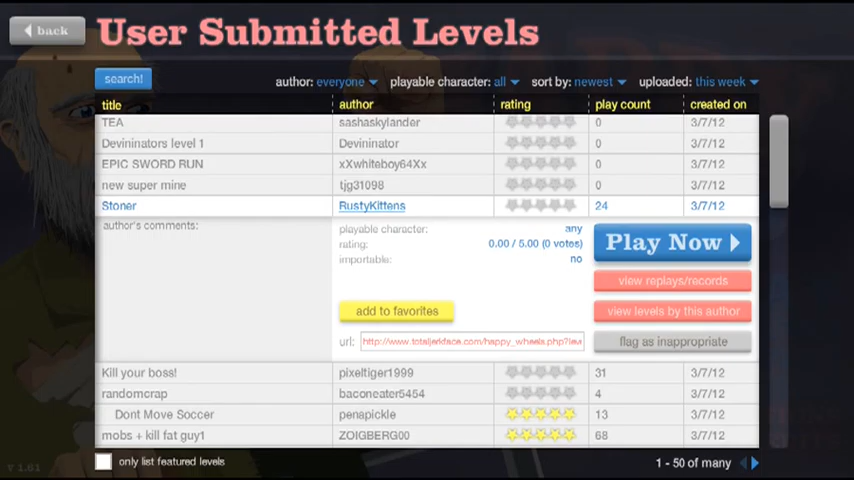 back
User Submitted Levels
search!
author: everyone playable character: all sort by: newest uploaded: this week
title author rating play count created on
TEA sashaskylander 0 3/7/12
Devininators level 1 Devininator 0 3/7/12
EPIC SWORD RUN xXwhiteboy64Xx 0 3/7/12
new super mine tjg31098 0 3/7/12
Stoner RustyKittens 24 3/7/12
author's comments:
playable character: any
rating: 0.00 / 5.00 (0 votes)
importable: no
Play Now
view replays/records
add to favorites
view levels by this author
url: http://www.totaljerkface.com/happy_wheels.php?lev
flag as inappropriate
Kill your boss! pixeltiger1999 31 3/7/12
randomcrap baconeater5454 4 3/7/12
Dont Move Soccer penapickle 13 3/7/12
mobs + kill fat guy1 ZOIGBERG00 68 3/7/12
only list featured levels
1 - 50 of many
V 1.61